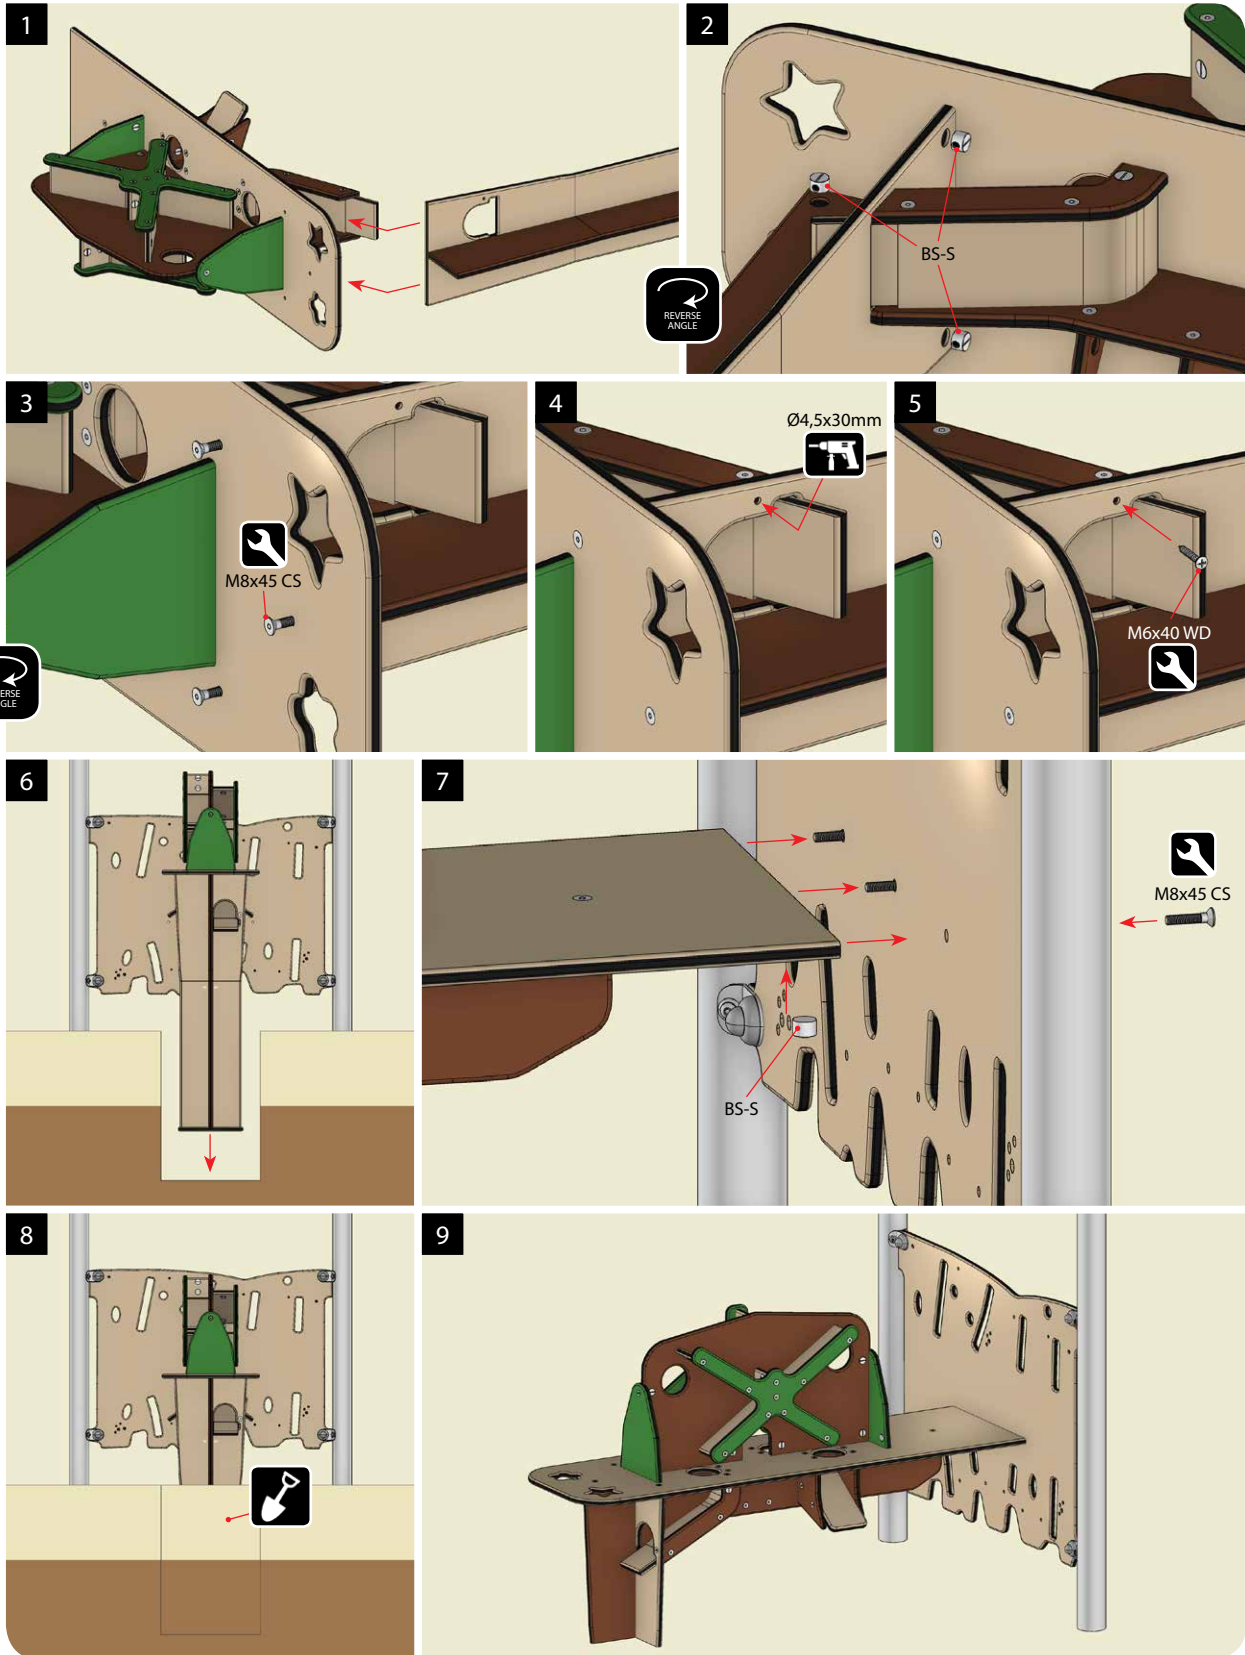 1
2
BS-S
REVERSE
ANGLE
3
M8x45 CS
ERSE
GLE
4
Ø4,5x30mm
5
M6x40 WD
6
7
M8x45 CS
BS-S
8
9